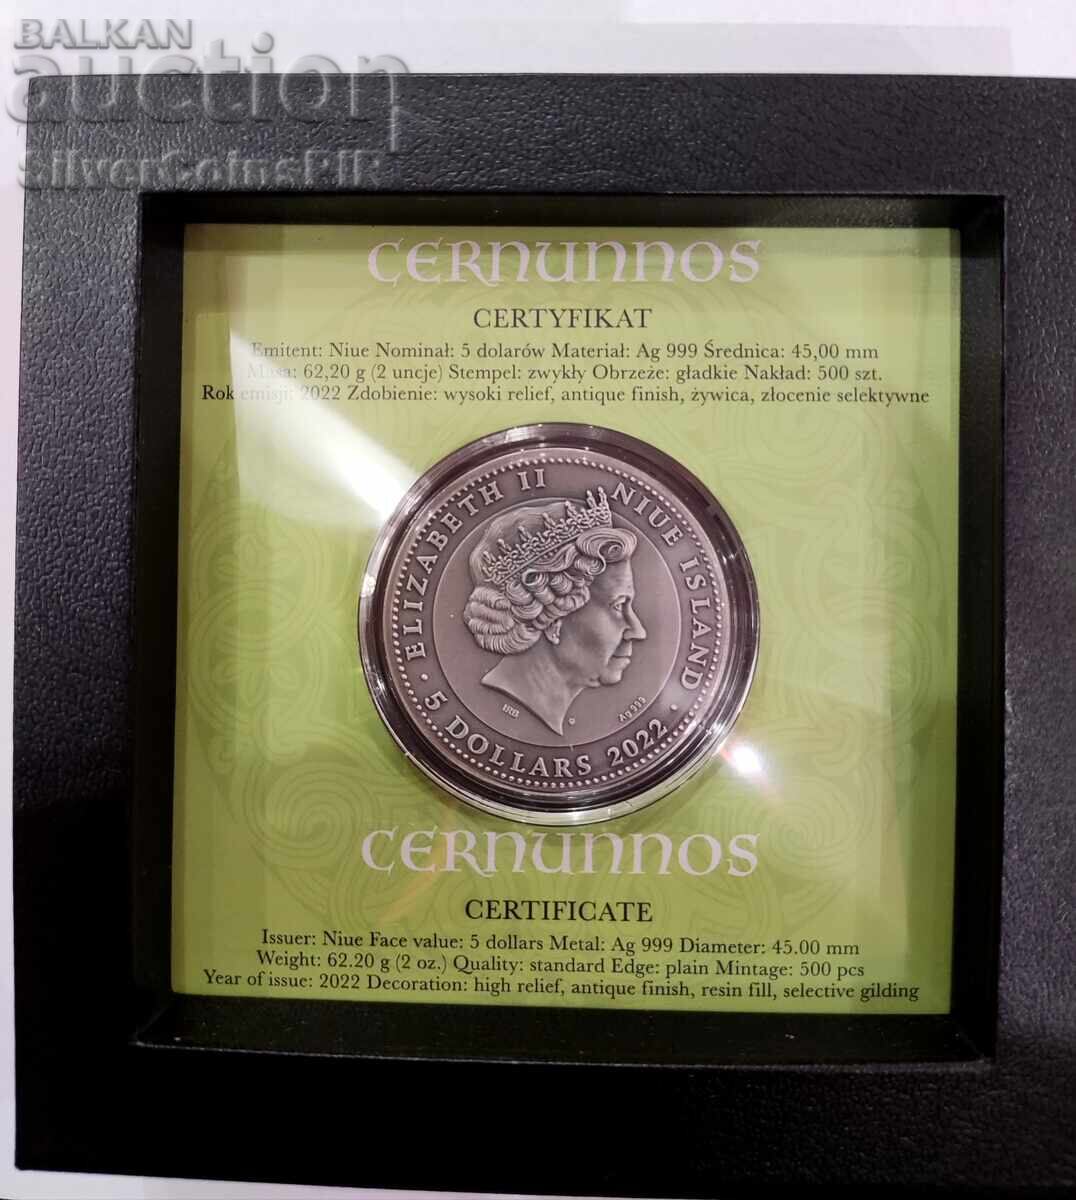 BALKAN
auction
SilverCoinsPIR
CERNUNNOS
CERTYFIKAT
Emitent: Niue Nominał: 5 dolarów Materiał: Ag 999 Średnica: 45,00 mm
Masa: 62,20 g (2 uncje) Stempel: zwykły Obrzeże: gładkie Nakład: 500 szt.
Rok emisji: 2022 Zdobienie: wysoki relief, antique finish, żywica, złocenie selektywne
ELIZABETH II NIUE ISLAND
IRB Ag 999
· 5 DOLLARS 2022 ·
CERNUNNOS
CERTIFICATE
Issuer: Niue Face value: 5 dollars Metal: Ag 999 Diameter: 45.00 mm
Weight: 62.20 g (2 oz.) Quality: standard Edge: plain Mintage: 500 pcs
Year of issue: 2022 Decoration: high relief, antique finish, resin fill, selective gilding